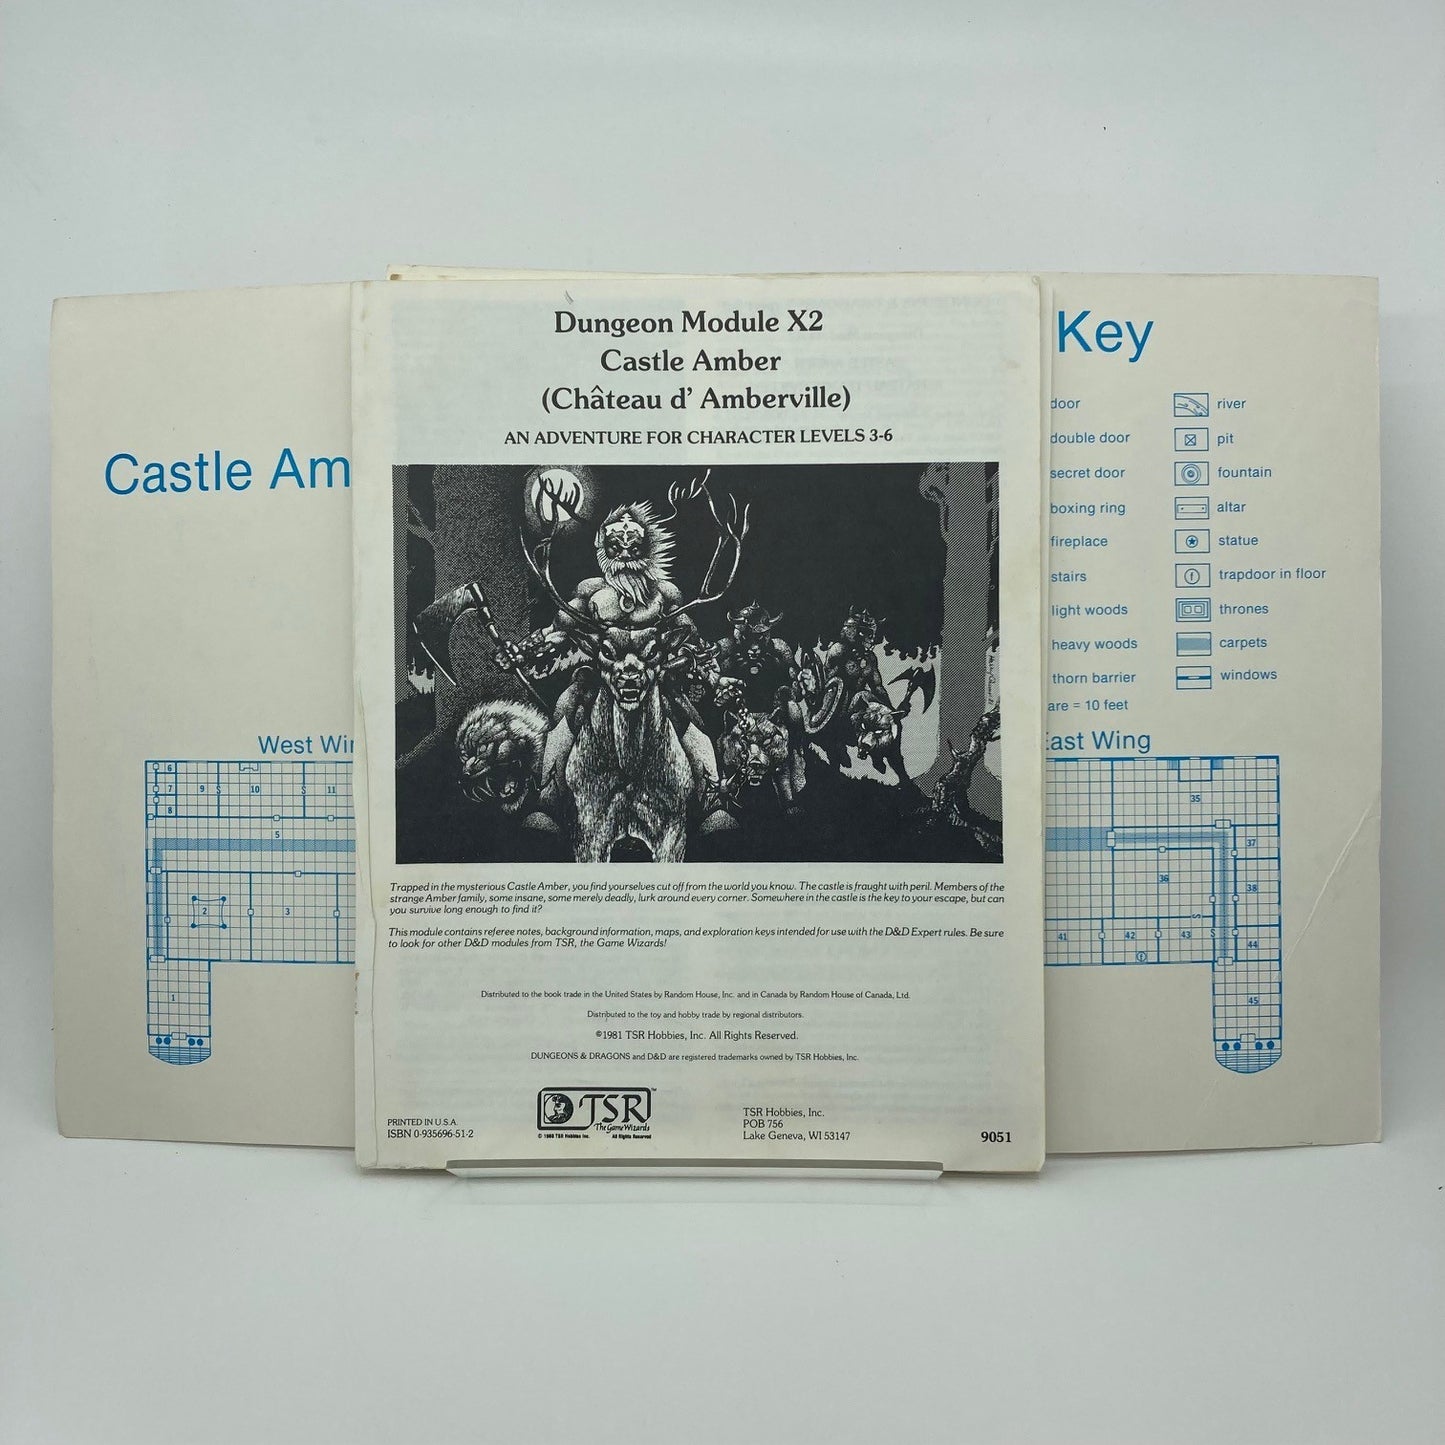 Castle Am
West Wi
6
7
8
9
S
10
S
11
5
2
3
1
Dungeon Module X2
Castle Amber
(Château d' Amberville)
AN ADVENTURE FOR CHARACTER LEVELS 3-6
Trapped in the mysterious Castle Amber, you find yourselves cut off from the world you know. The castle is fraught with peril. Members of the
strange Amber family, some insane, some merely deadly, lurk around every corner. Somewhere in the castle is the key to your escape, but can
you survive long enough to find it?
This module contains referee notes, background information, maps, and exploration keys intended for use with the D&D Expert rules. Be sure
to look for other D&D modules from TSR, the Game Wizards!
Distributed to the book trade in the United States by Random House, Inc. and in Canada by Random House of Canada, Ltd.
Distributed to the toy and hobby trade by regional distributors.
©1981 TSR Hobbies, Inc. All Rights Reserved.
DUNGEONS & DRAGONS and D&D are registered trademarks owned by TSR Hobbies, Inc.
PRINTED IN U.S.A.
ISBN 0-935696-51-2
TSR™
The Game Wizards
© 1980 TSR Hobbies Inc. All Rights Reserved
TSR Hobbies, Inc.
POB 756
Lake Geneva, WI 53147
9051
Key
door
double door
secret door
boxing ring
fireplace
stairs
light woods
heavy woods
thorn barrier
are = 10 feet
river
pit
fountain
altar
statue
trapdoor in floor
thrones
carpets
windows
East Wing
35
37
36
38
S
41
42
43
S
44
45